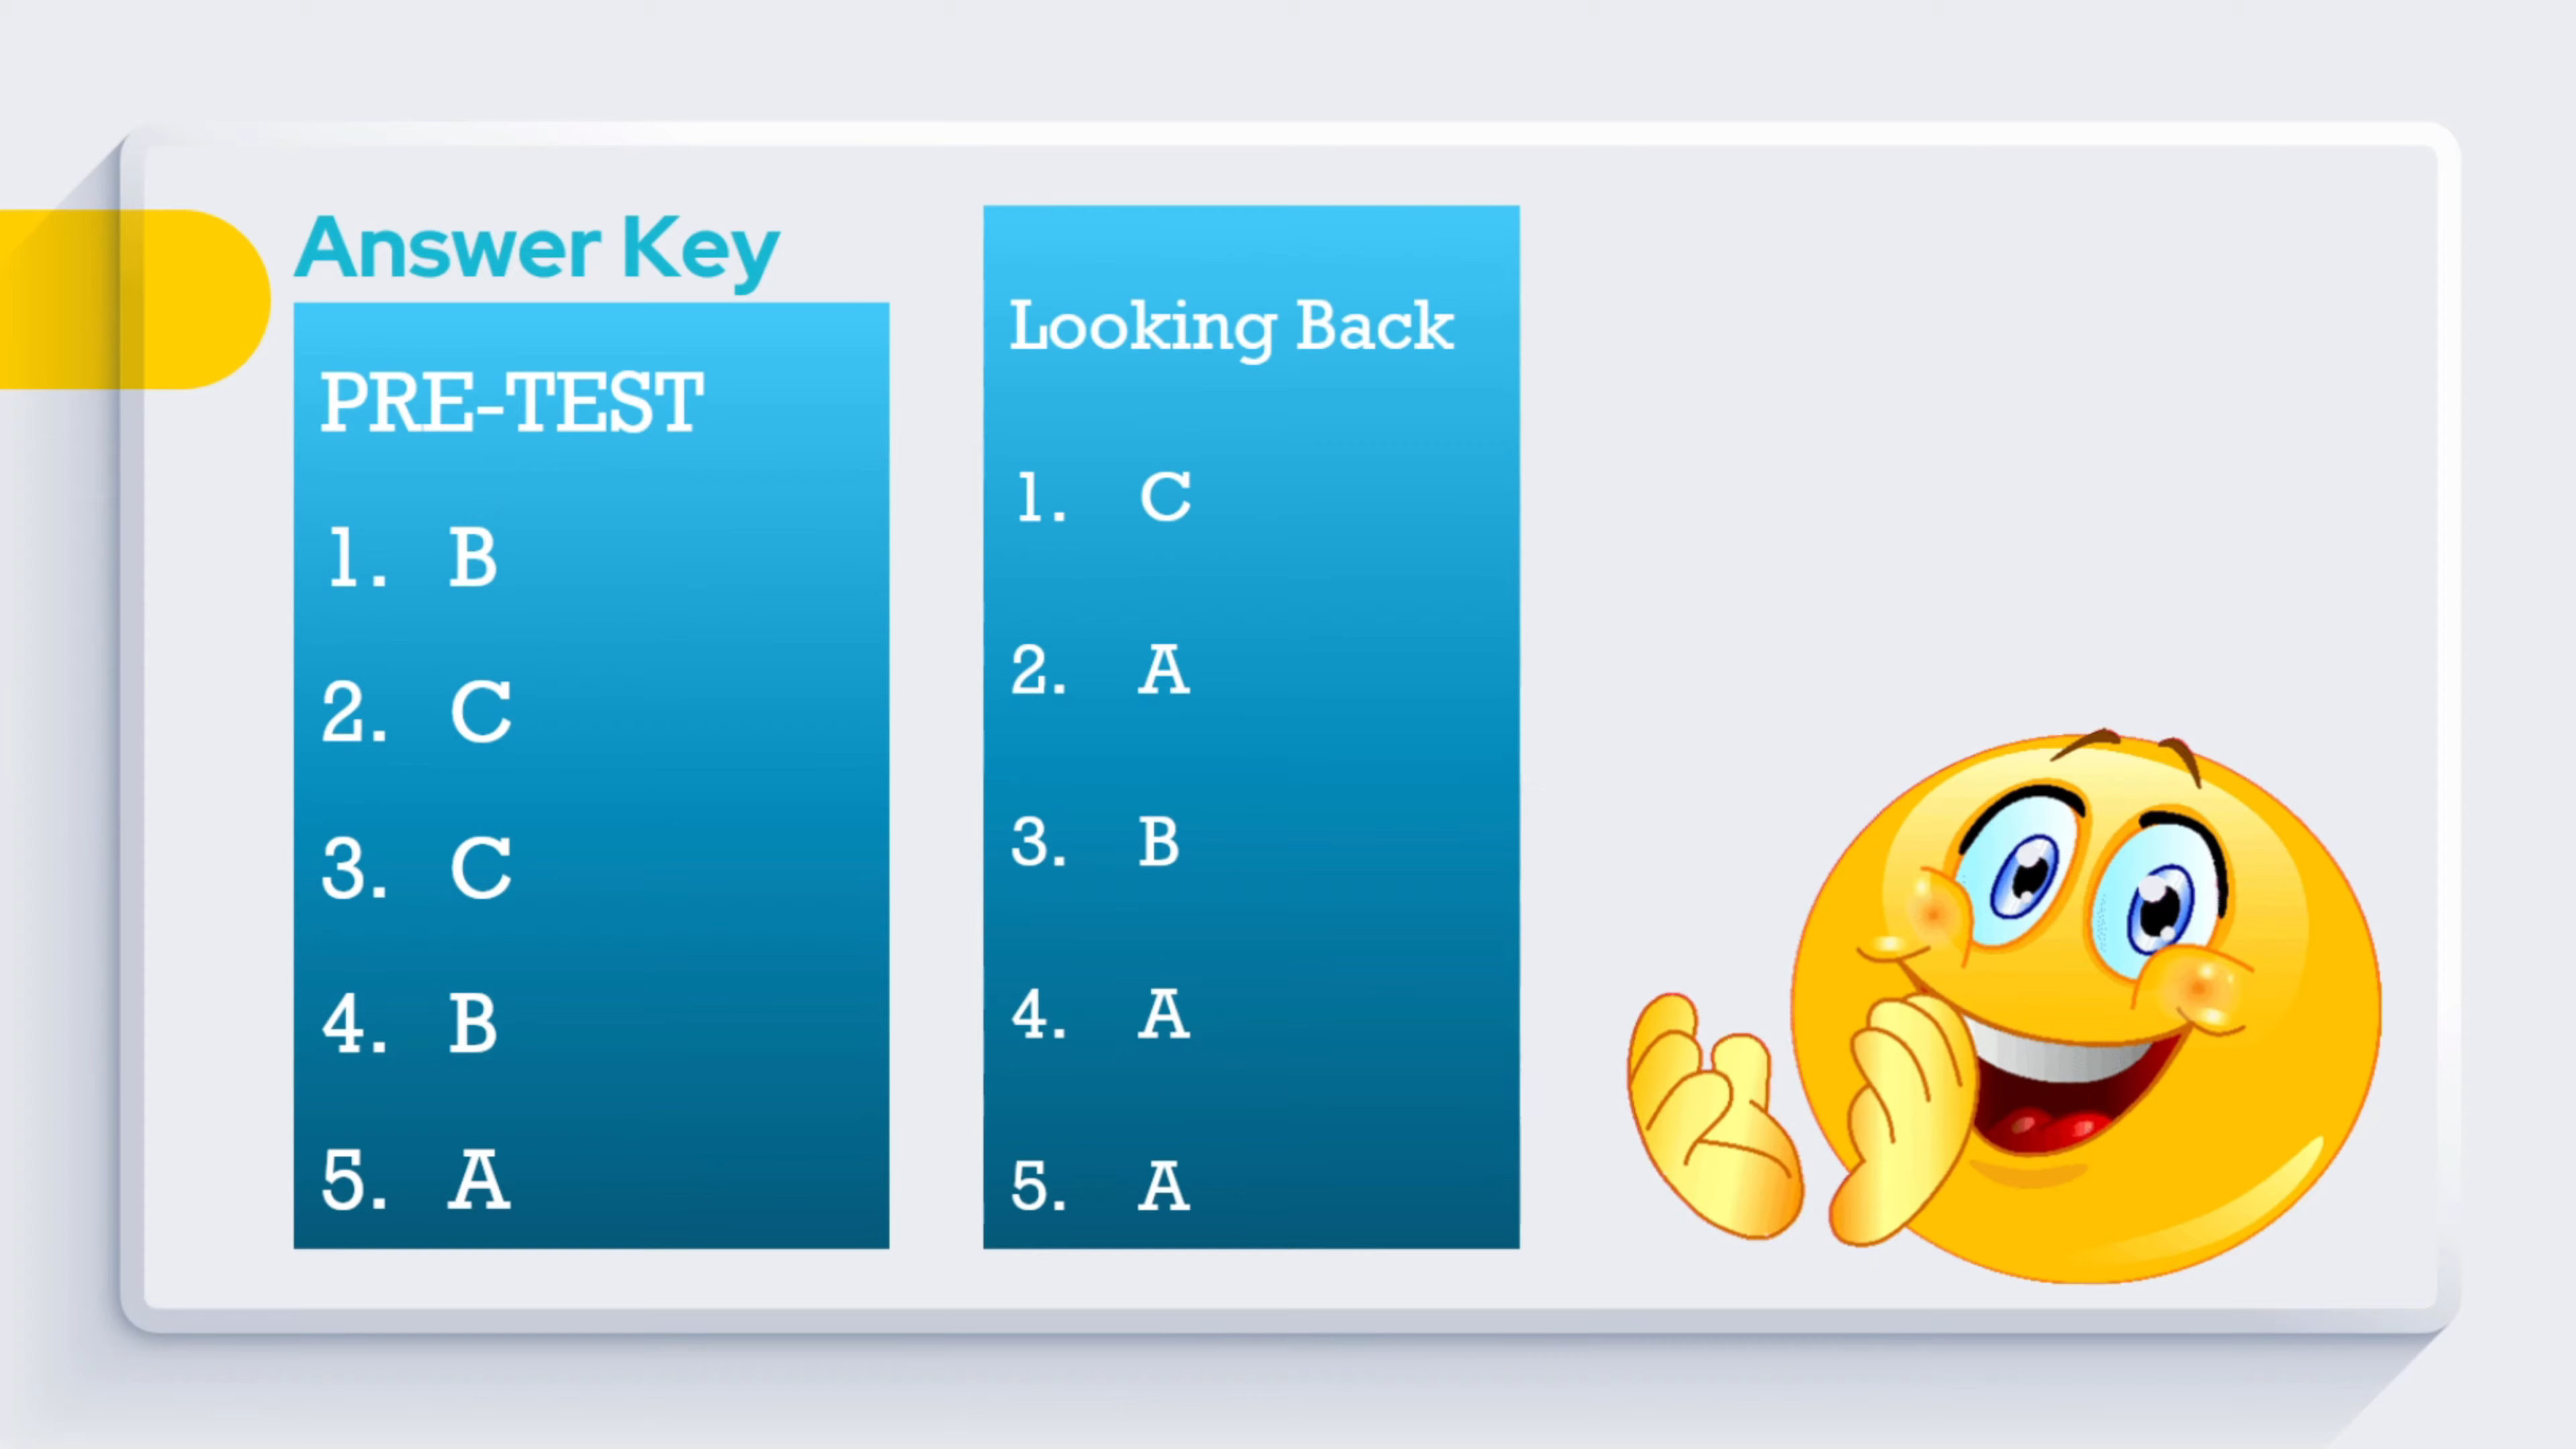 Answer Key
PRE-TEST
1. B
2. C
3. C
4. B
5. A
Looking Back
1. C
2. A
3. B
4. A
5. A